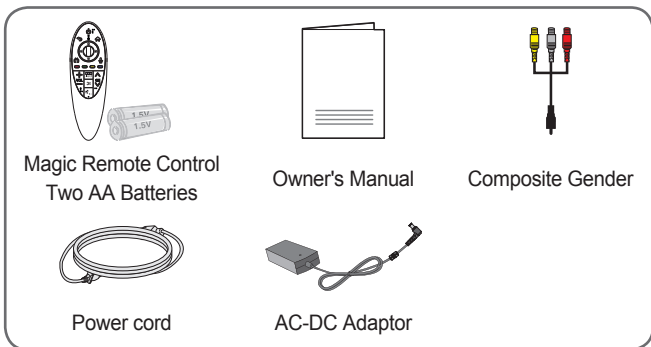 1.5V
1.5V
Magic Remote Control
Two AA Batteries
Owner's Manual
Composite Gender
Power cord
AC-DC Adaptor